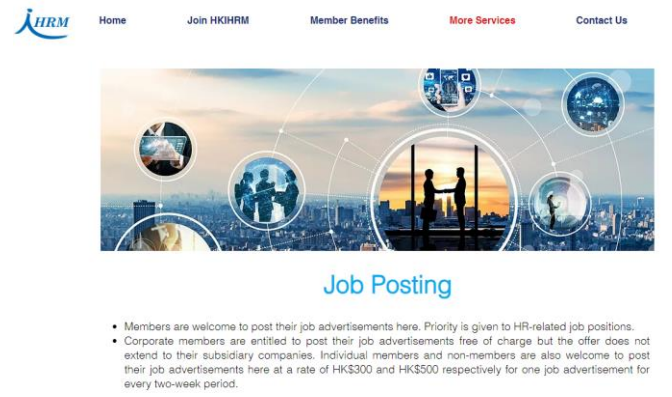 iHRM
Home Join HKIHRM Member Benefits More Services Contact Us
Job Posting
• Members are welcome to post their job advertisements here. Priority is given to HR-related job positions.
• Corporate members are entitled to post their job advertisements free of charge but the offer does not
extend to their subsidiary companies. Individual members and non-members are also welcome to post
their job advertisements here at a rate of HK$300 and HK$500 respectively for one job advertisement for
every two-week period.